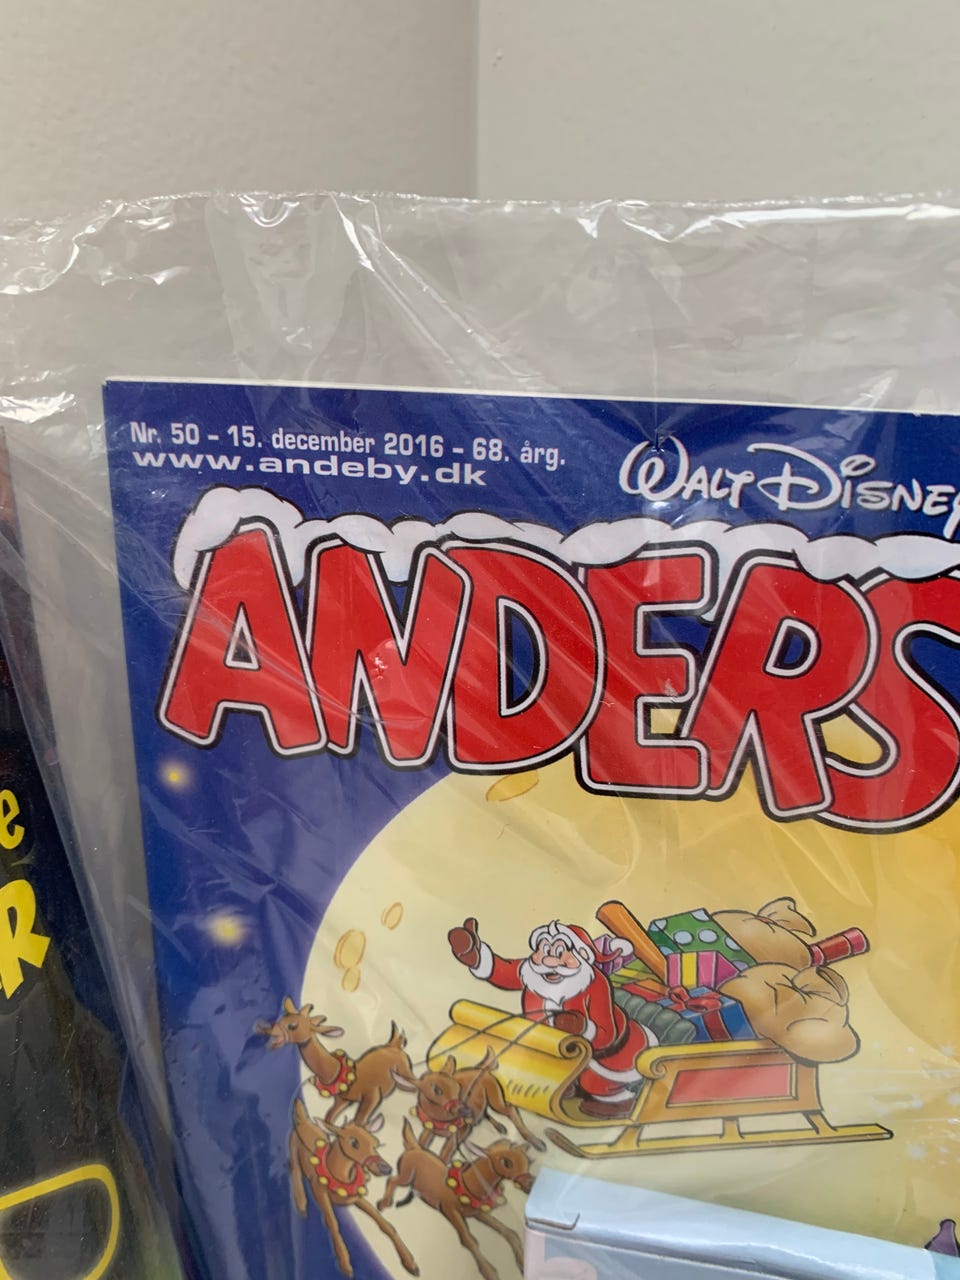 Nr. 50 - 15. december 2016 - 68. årg.
www.andeby.dk
WALT DISNEY
ANDERS
e
R